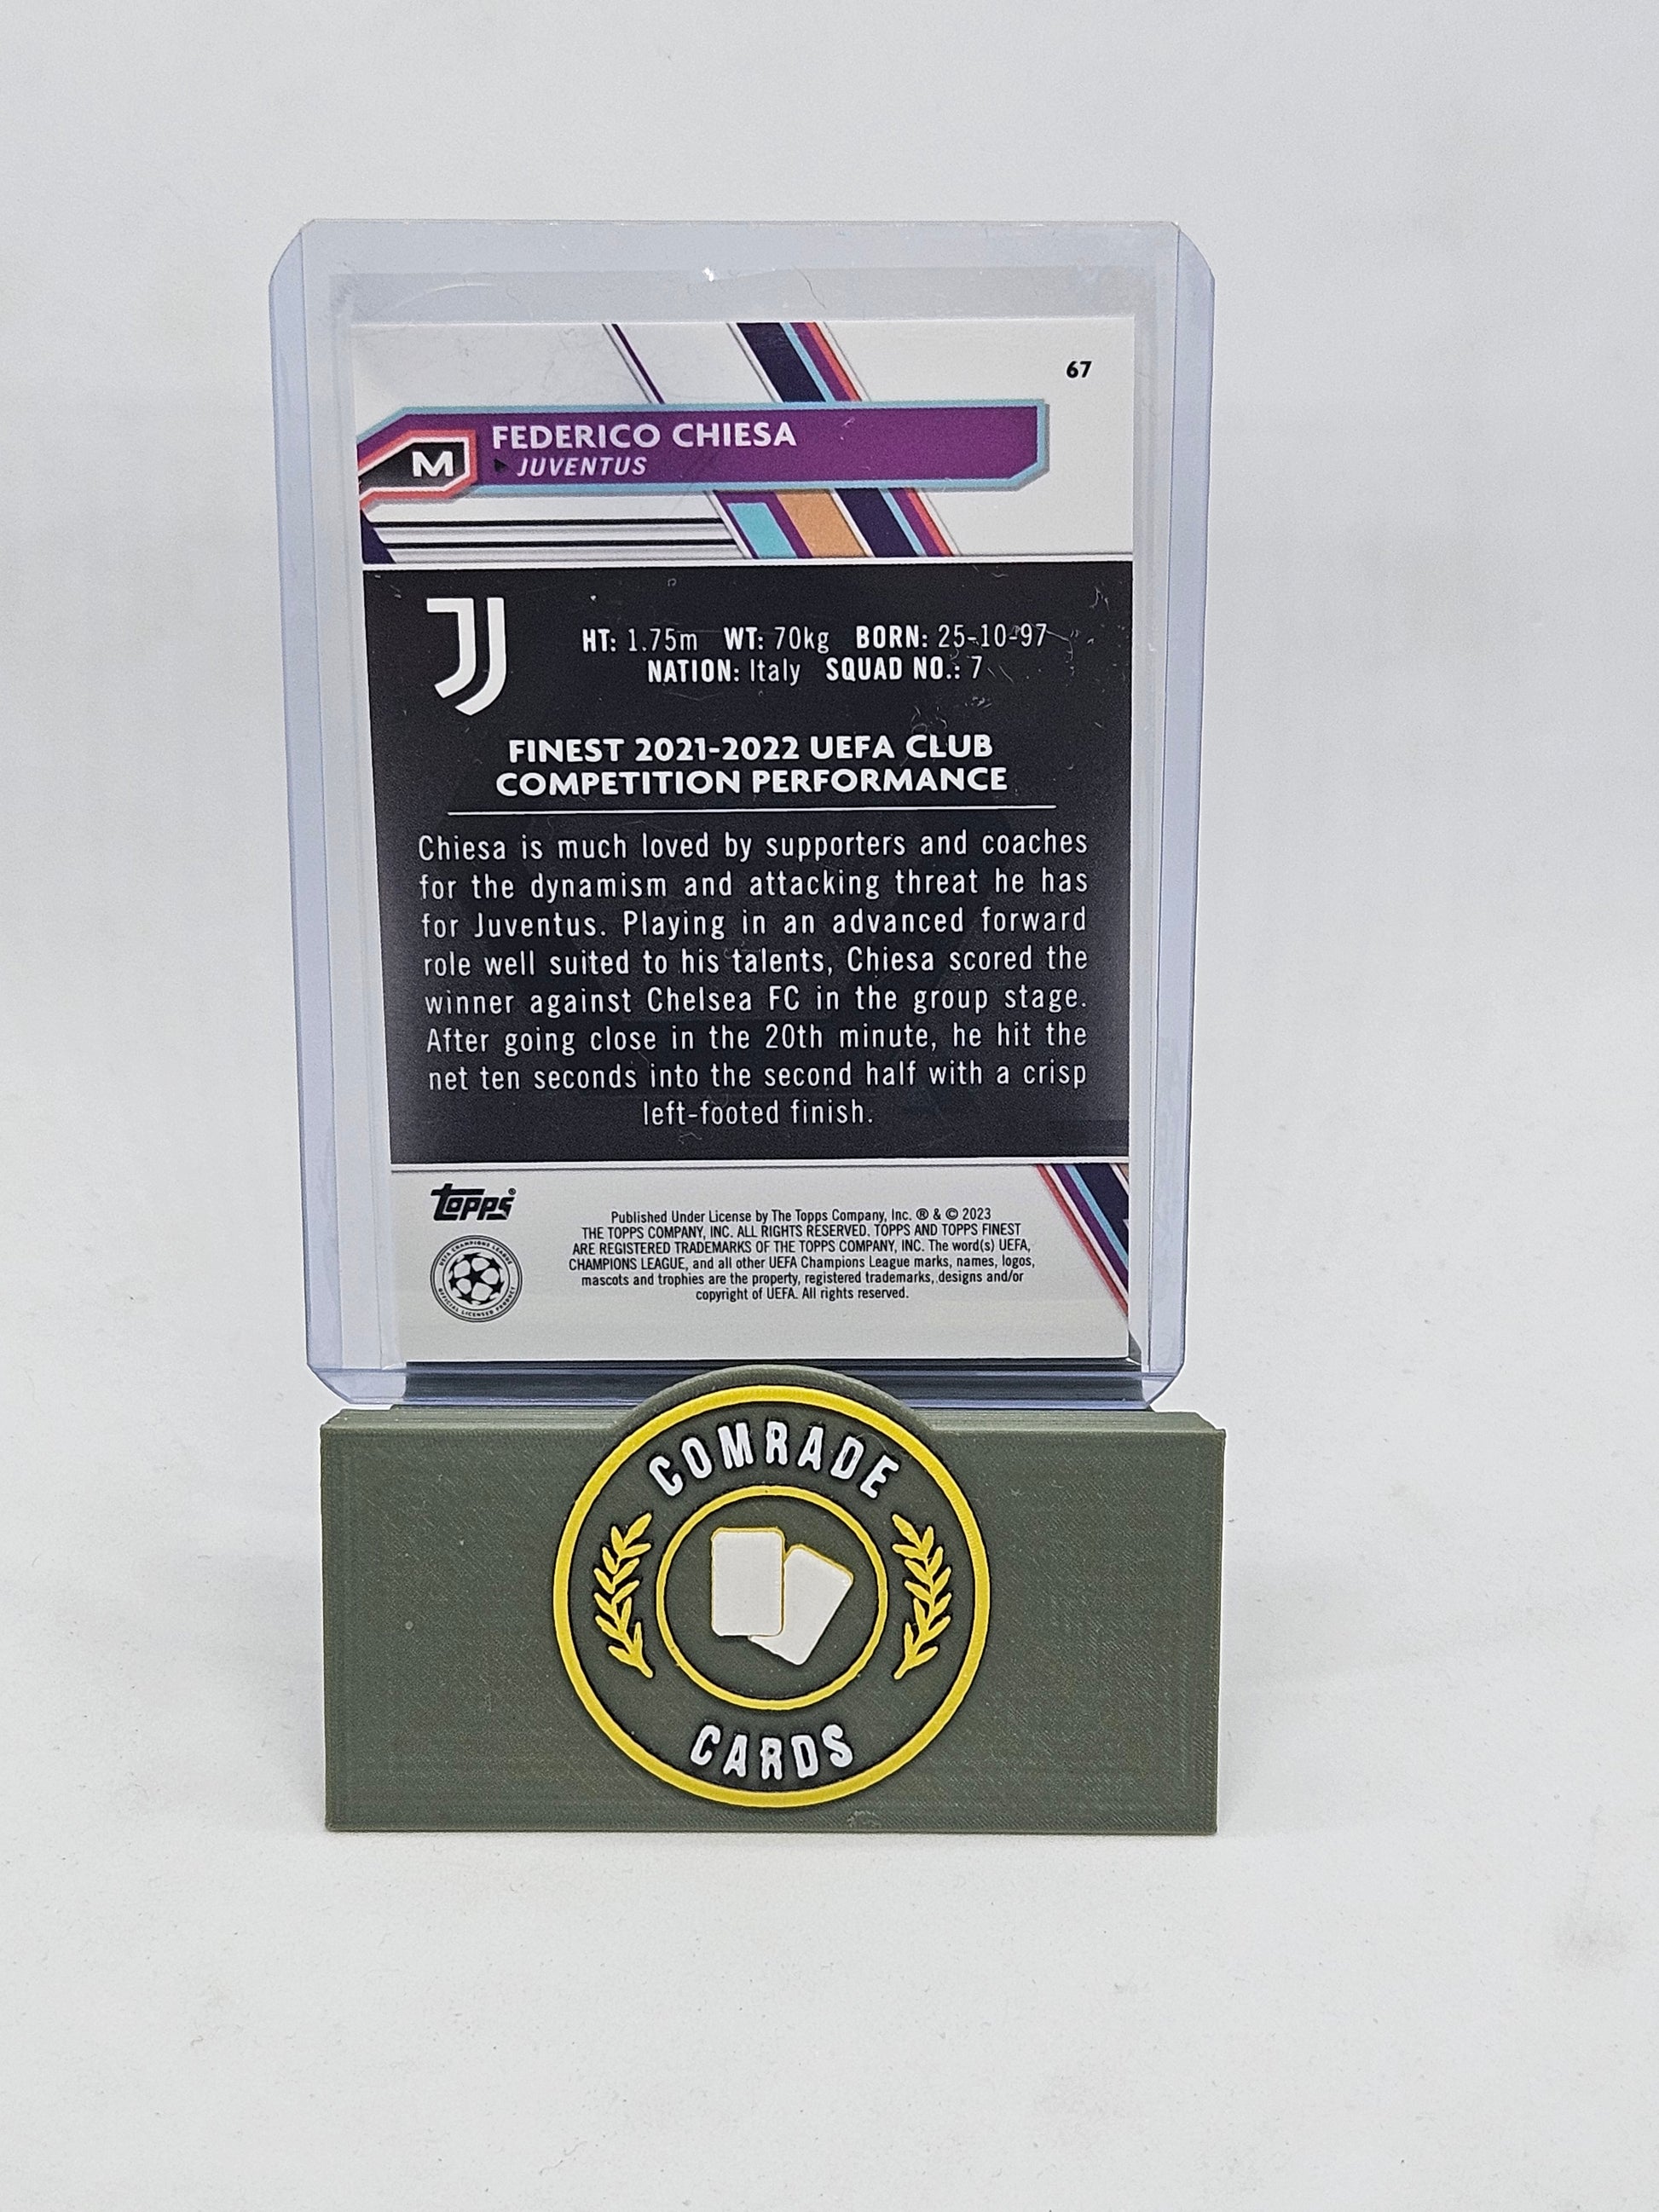 67
FEDERICO CHIESA
M
JUVENTUS
HT: 1.75m WT: 70kg BORN: 25-10-97
NATION: Italy SQUAD NO.: 7
FINEST 2021-2022 UEFA CLUB
COMPETITION PERFORMANCE
Chiesa is much loved by supporters and coaches
for the dynamism and attacking threat he has
for Juventus. Playing in an advanced forward
role well suited to his talents, Chiesa scored the
winner against Chelsea FC in the group stage.
After going close in the 20th minute, he hit the
net ten seconds into the second half with a crisp
left-footed finish.
topps®
Published Under License by The Topps Company, Inc. ® & © 2023
THE TOPPS COMPANY, INC. ALL RIGHTS RESERVED. TOPPS AND TOPPS FINEST
ARE REGISTERED TRADEMARKS OF THE TOPPS COMPANY, INC. The word(s) UEFA,
CHAMPIONS LEAGUE, and all other UEFA Champions League marks, names, logos,
mascots and trophies are the property, registered trademarks, designs and/or
copyright of UEFA. All rights reserved.
UEFA CHAMPIONS LEAGUE
OFFICIAL LICENSED PRODUCT
COMRADE
CARDS